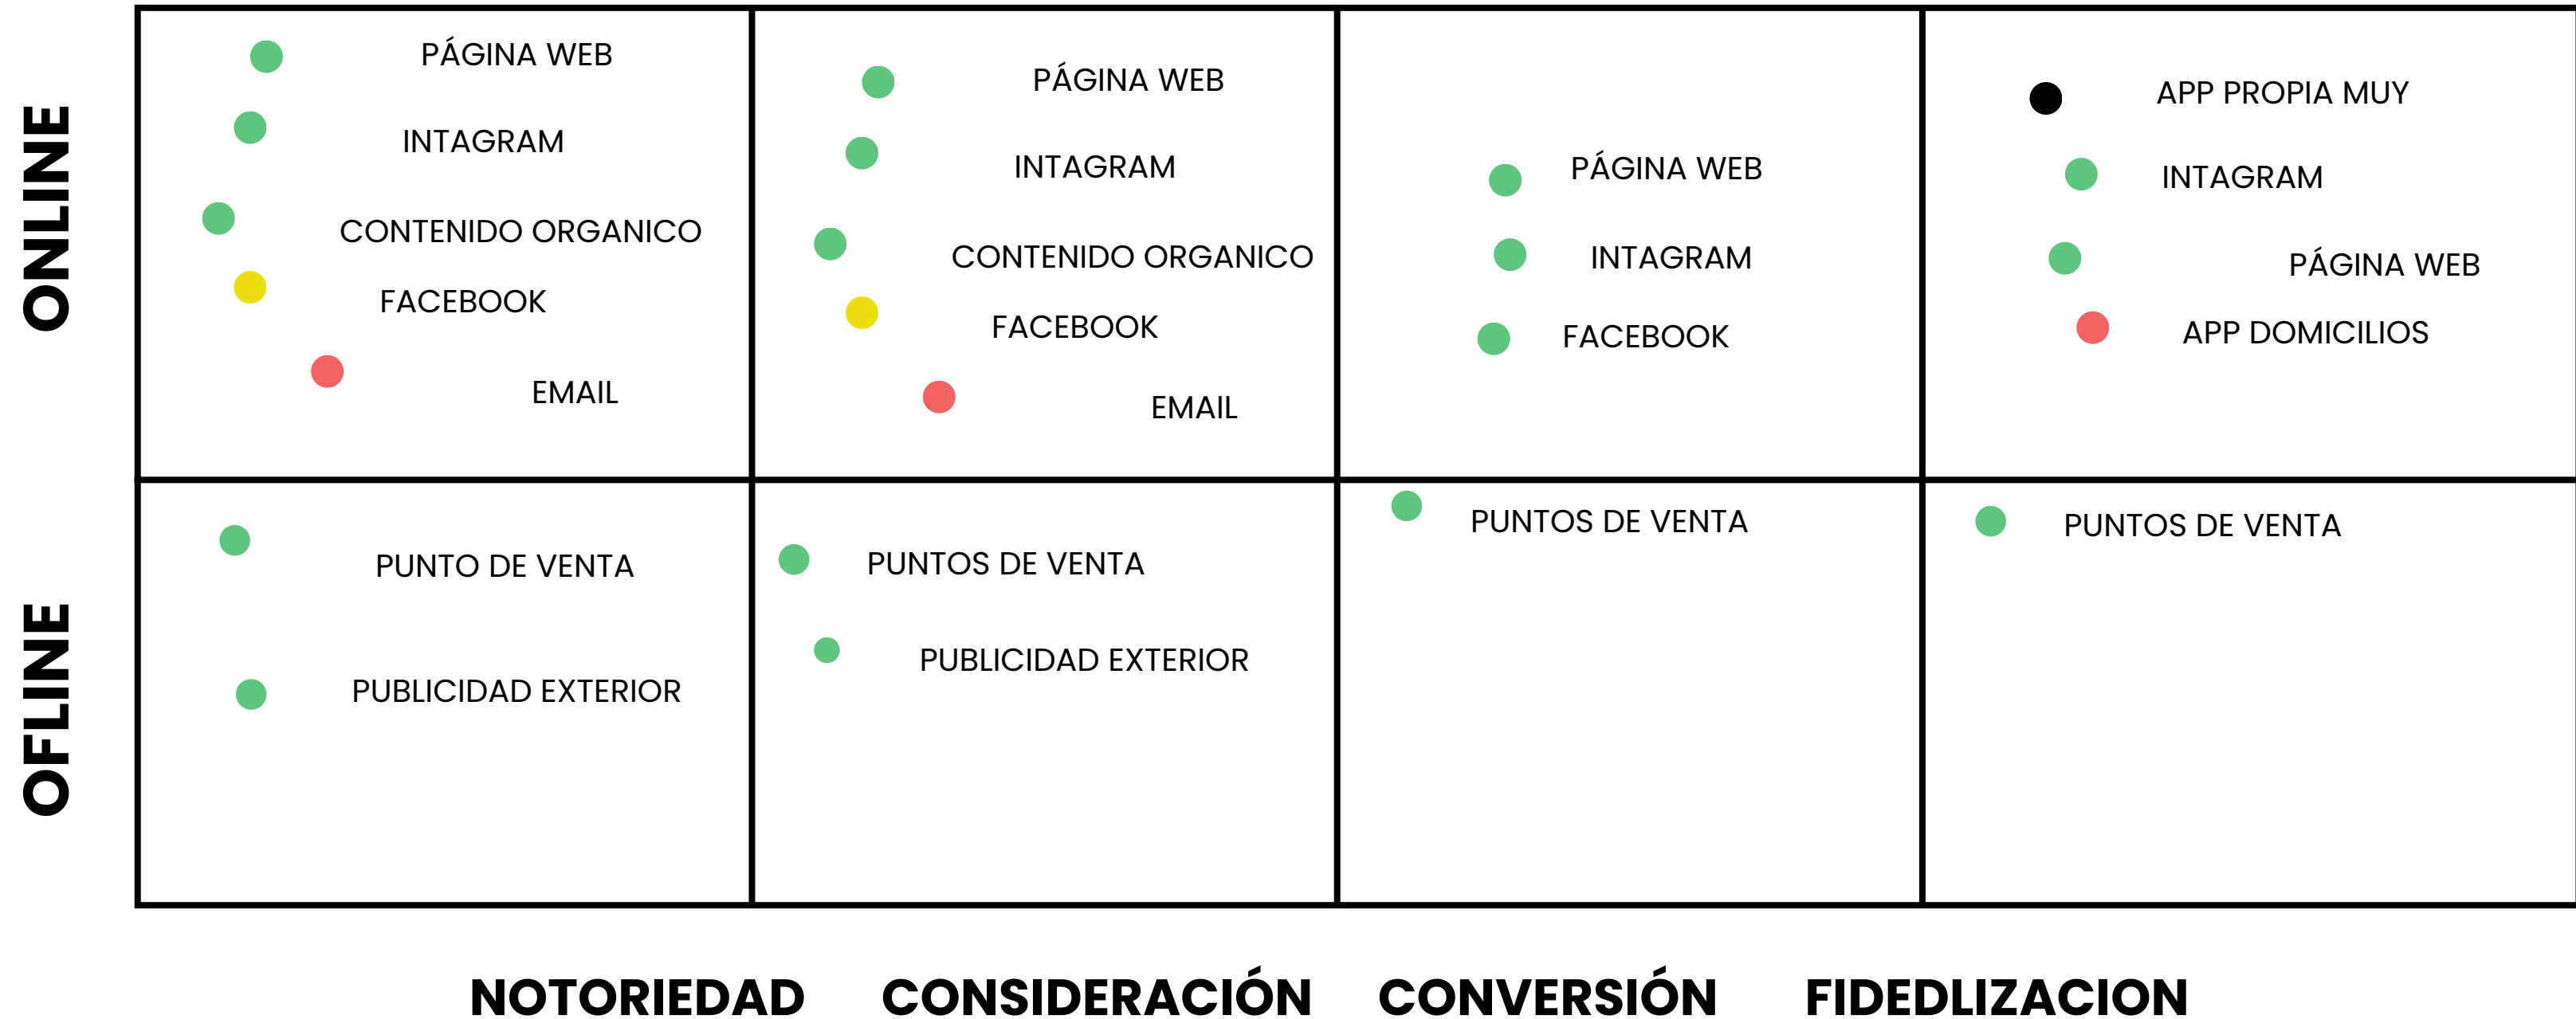 ONLINE
PÁGINA WEB
INTAGRAM
CONTENIDO ORGANICO
FACEBOOK
EMAIL
PÁGINA WEB
INTAGRAM
CONTENIDO ORGANICO
FACEBOOK
EMAIL
PÁGINA WEB
INTAGRAM
FACEBOOK
APP PROPIA MUY
INTAGRAM
PÁGINA WEB
APP DOMICILIOS
OFLINE
PUNTO DE VENTA
PUBLICIDAD EXTERIOR
PUNTOS DE VENTA
PUBLICIDAD EXTERIOR
PUNTOS DE VENTA
PUNTOS DE VENTA
NOTORIEDAD CONSIDERACIÓN CONVERSIÓN FIDEDLIZACION